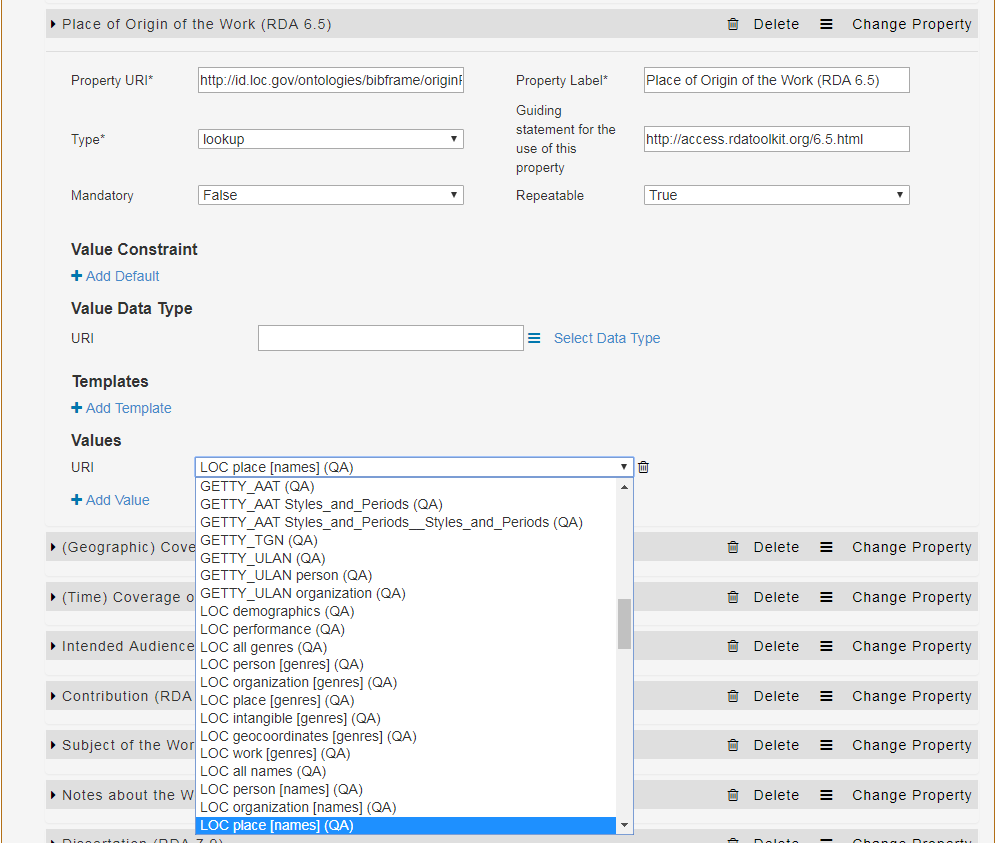 Place of Origin of the Work (RDA 6.5) Delete Change Property
Property URI* http://id.loc.gov/ontologies/bibframe/origin Property Label* Place of Origin of the Work (RDA 6.5)
Guiding
statement for the
use of this
property
Type* lookup http://access.rdatoolkit.org/6.5.html
Mandatory False Repeatable True
Value Constraint
Add Default
Value Data Type
URI Select Data Type
Templates
Add Template
Values
URI LOC place [names] (QA)
Add Value
GETTY_AAT (QA)
GETTY_AAT Styles_and_Periods (QA)
GETTY_AAT Styles_and_Periods__Styles_and_Periods (QA)
GETTY_TGN (QA)
GETTY_ULAN (QA)
GETTY_ULAN person (QA)
GETTY_ULAN organization (QA)
LOC demographics (QA)
LOC performance (QA)
LOC all genres (QA)
LOC person [genres] (QA)
LOC organization [genres] (QA)
LOC place [genres] (QA)
LOC intangible [genres] (QA)
LOC geocoordinates [genres] (QA)
LOC work [genres] (QA)
LOC all names (QA)
LOC person [names] (QA)
LOC organization [names] (QA)
LOC place [names] (QA)
(Geographic) Cove Delete Change Property
(Time) Coverage o Delete Change Property
Intended Audience Delete Change Property
Contribution (RDA Delete Change Property
Subject of the Wor Delete Change Property
Notes about the W Delete Change Property
Dissertation (RDA 7.9) Delete Change Property